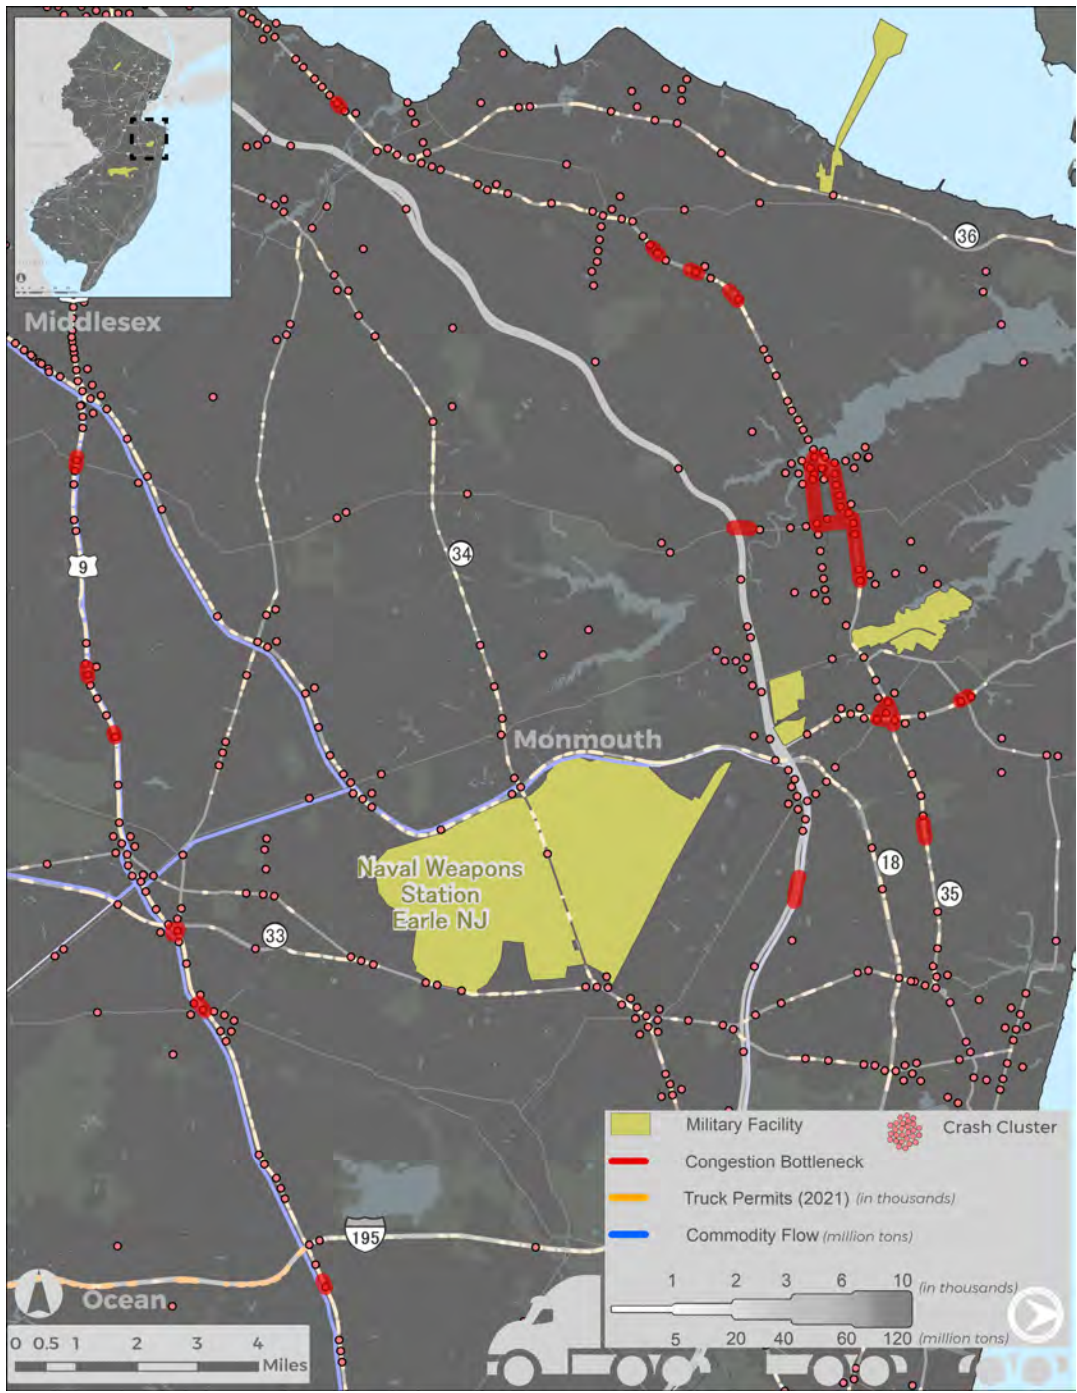 Middlesex
36
34
9
Monmouth
Naval Weapons
Station
Earle NJ
18
35
33
195
Ocean
0 0.5 1 2 3 4
Miles
Military Facility
Crash Cluster
Congestion Bottleneck
Truck Permits (2021) (in thousands)
Commodity Flow (million tons)
1 2 3 6 10 (in thousands)
5 20 40 60 120 (million tons)